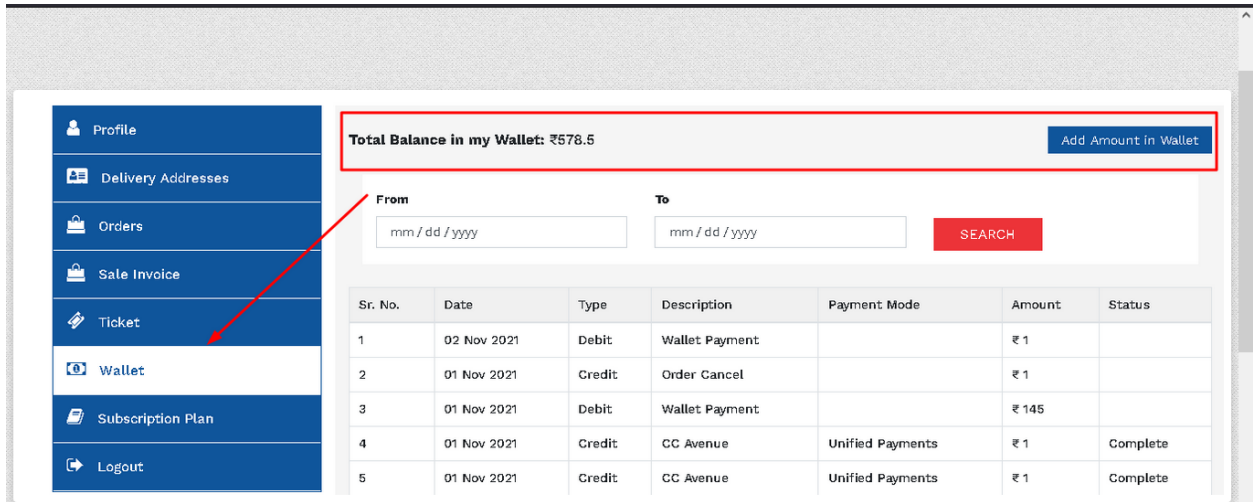 Profile
Delivery Addresses
Orders
Sale Invoice
Ticket
Wallet
Subscription Plan
Logout
Total Balance in my Wallet: ₹578.5
Add Amount in Wallet
From To
mm / dd / yyyy mm / dd / yyyy SEARCH
Sr. No. Date Type Description Payment Mode Amount Status
1 02 Nov 2021 Debit Wallet Payment ₹ 1
2 01 Nov 2021 Credit Order Cancel ₹ 1
3 01 Nov 2021 Debit Wallet Payment ₹ 145
4 01 Nov 2021 Credit CC Avenue Unified Payments ₹ 1 Complete
5 01 Nov 2021 Credit CC Avenue Unified Payments ₹ 1 Complete